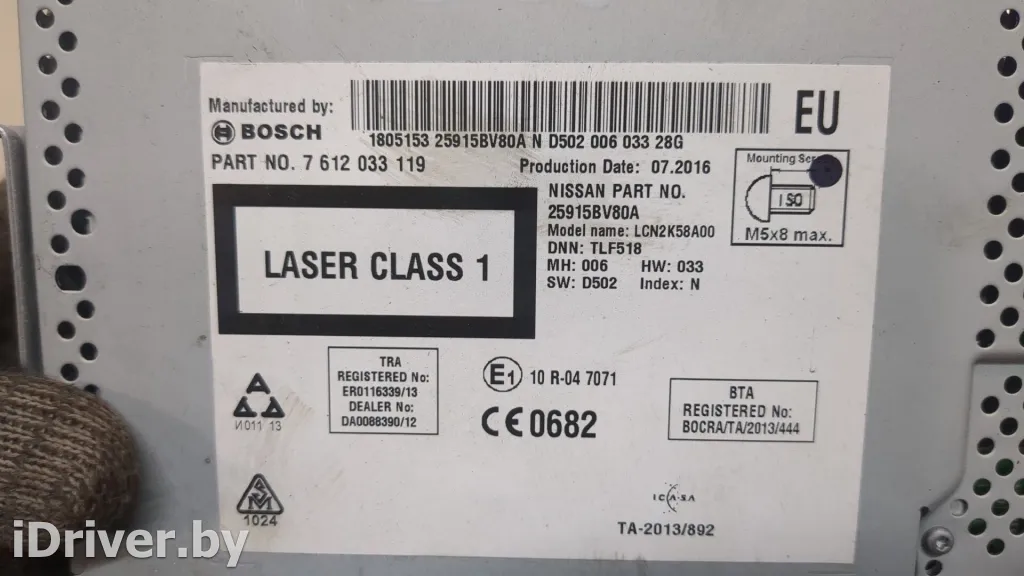 Manufactured by:
BOSCH
1805153 25915BV80A N D502 006 033 28G
EU
PART NO. 7 612 033 119
Production Date: 07.2016
NISSAN PART NO.
25915BV80A
Model name: LCN2K58A00
DNN: TLF518
MH: 006 HW: 033
SW: D502 Index: N
Mounting
ISO
M5x8 max.
LASER CLASS 1
TRA
REGISTERED No:
ER0116339/13
DEALER No:
DA0088390/12
E1 10 R-04 7071
CE0682
BTA
REGISTERED No:
BOCRA/TA/2013/444
И011 13
1024
ICASA
TA-2013/892
iDriver.by